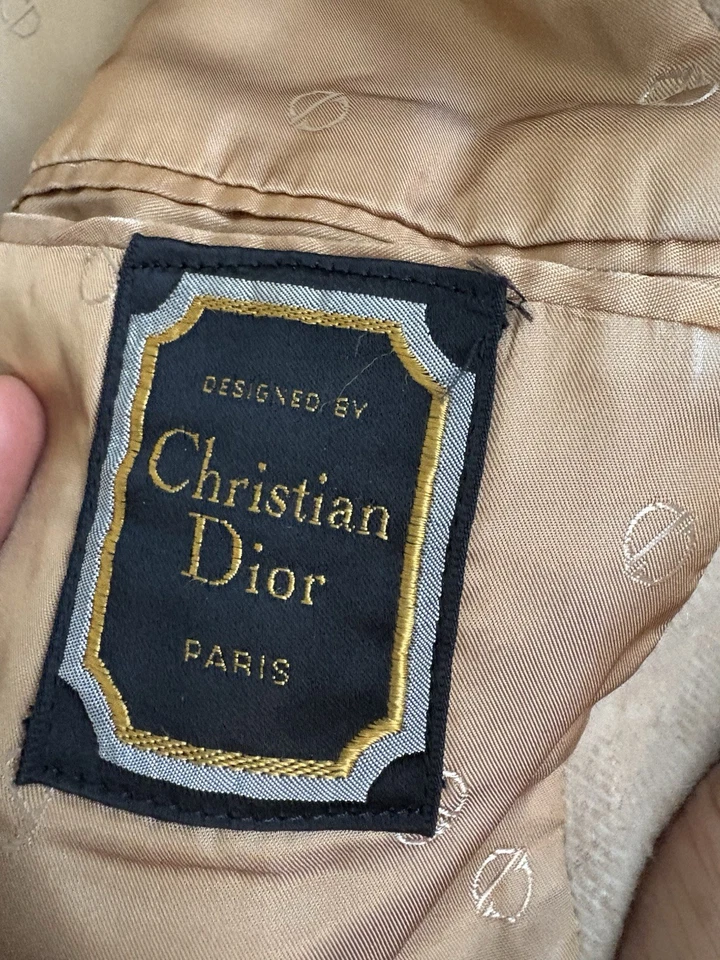 DESIGNED BY
Christian
Dior
PARIS